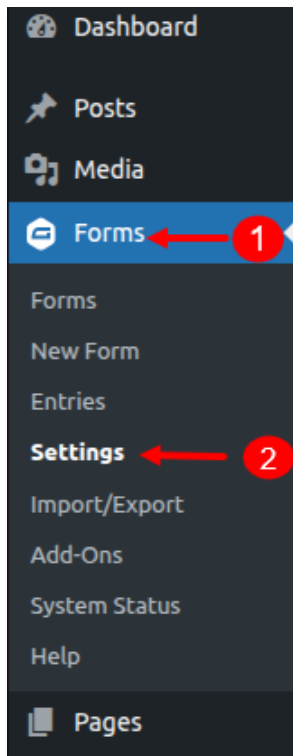 Dashboard
Posts
Media
Forms 1
Forms
New Form
Entries
Settings 2
Import/Export
Add-Ons
System Status
Help
Pages